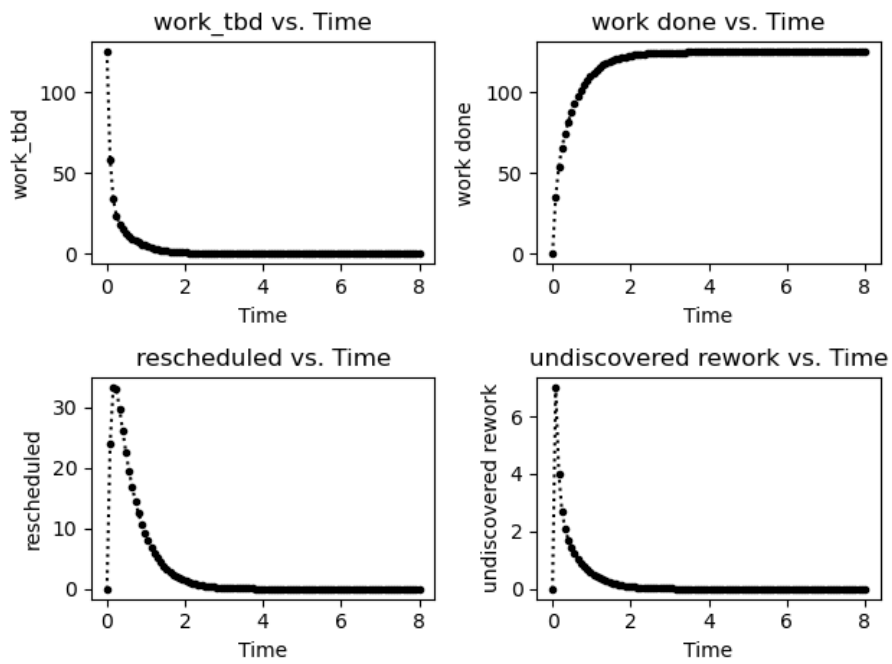 work_tbd vs. Time
work_tbd
100
50
0
0 2 4 6 8
Time
work done vs. Time
work done
100
50
0
0 2 4 6 8
Time
rescheduled vs. Time
rescheduled
30
20
10
0
0 2 4 6 8
Time
undiscovered rework vs. Time
undiscovered rework
6
4
2
0
0 2 4 6 8
Time